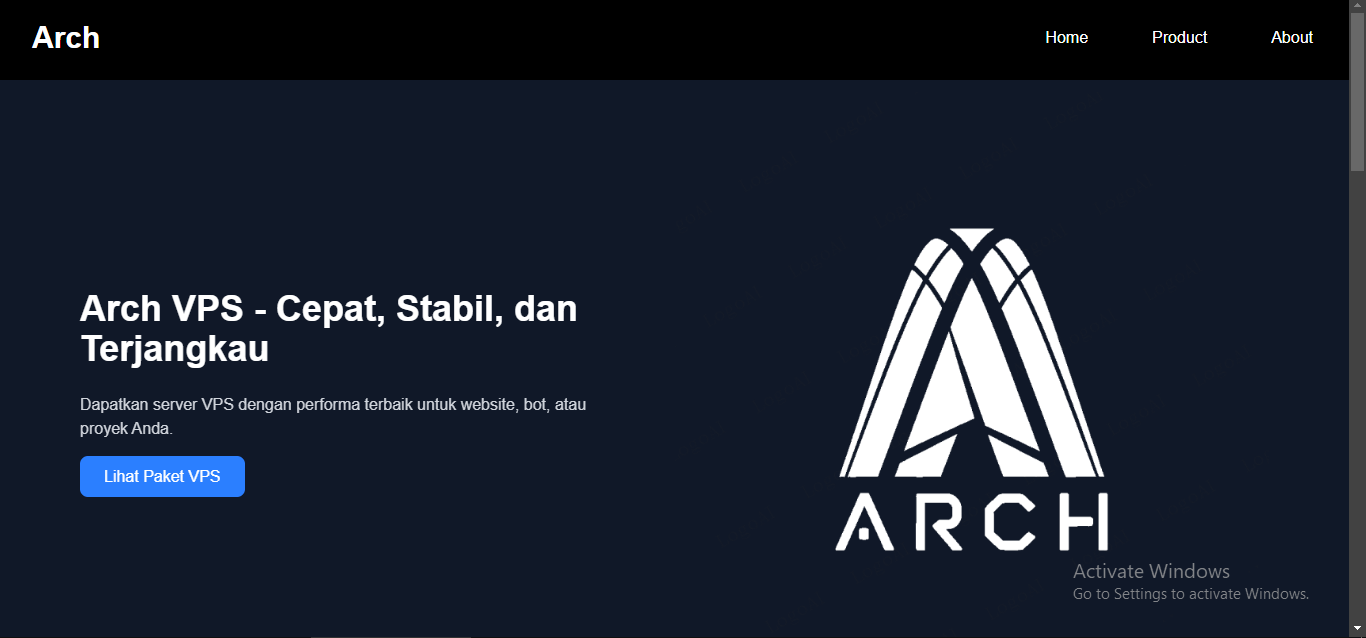 Arch
Home
Product
About
Arch VPS - Cepat, Stabil, dan
Terjangkau
Dapatkan server VPS dengan performa terbaik untuk website, bot, atau
proyek Anda.
Lihat Paket VPS
ARCH
Activate Windows
Go to Settings to activate Windows.